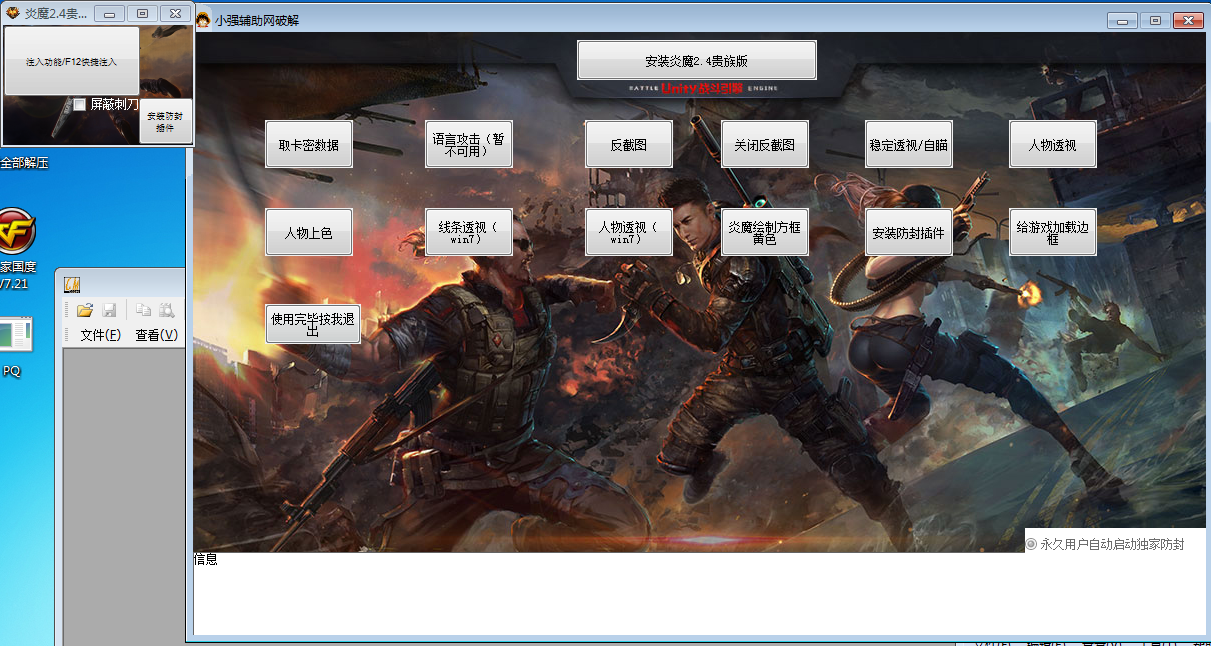 炎魔2.4贵...
小强辅助网破解
注入功能/F12快捷注入
屏蔽刺刀
安装防封
插件
安装炎魔2.4贵族版
BATTLE Unity战斗引擎 ENGINE
取卡密数据
语言攻击（暂
不可用）
反截图
关闭反截图
稳定透视/自瞄
人物透视
全部解压
人物上色
线条透视（
win7）
人物透视（
win7）
炎魔绘制方框
黄色
安装防封插件
给游戏加载边
框
家国度
V7.21
使用完毕按我退
出
文件(F) 查看(V)
PQ
永久用户自动启动独家防封
信息